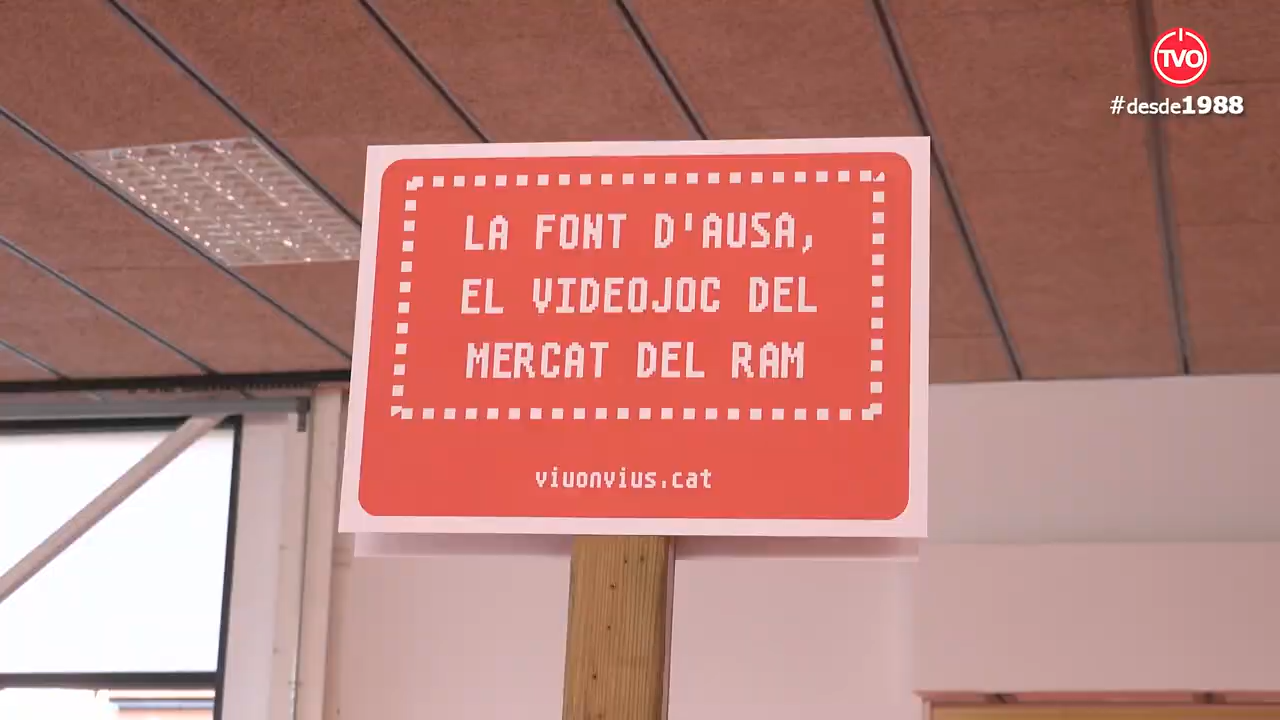 TVO
#desde1988
LA FONT D'AUSA,
EL VIDEOJOC DEL
MERCAT DEL RAM
viuonvius.cat